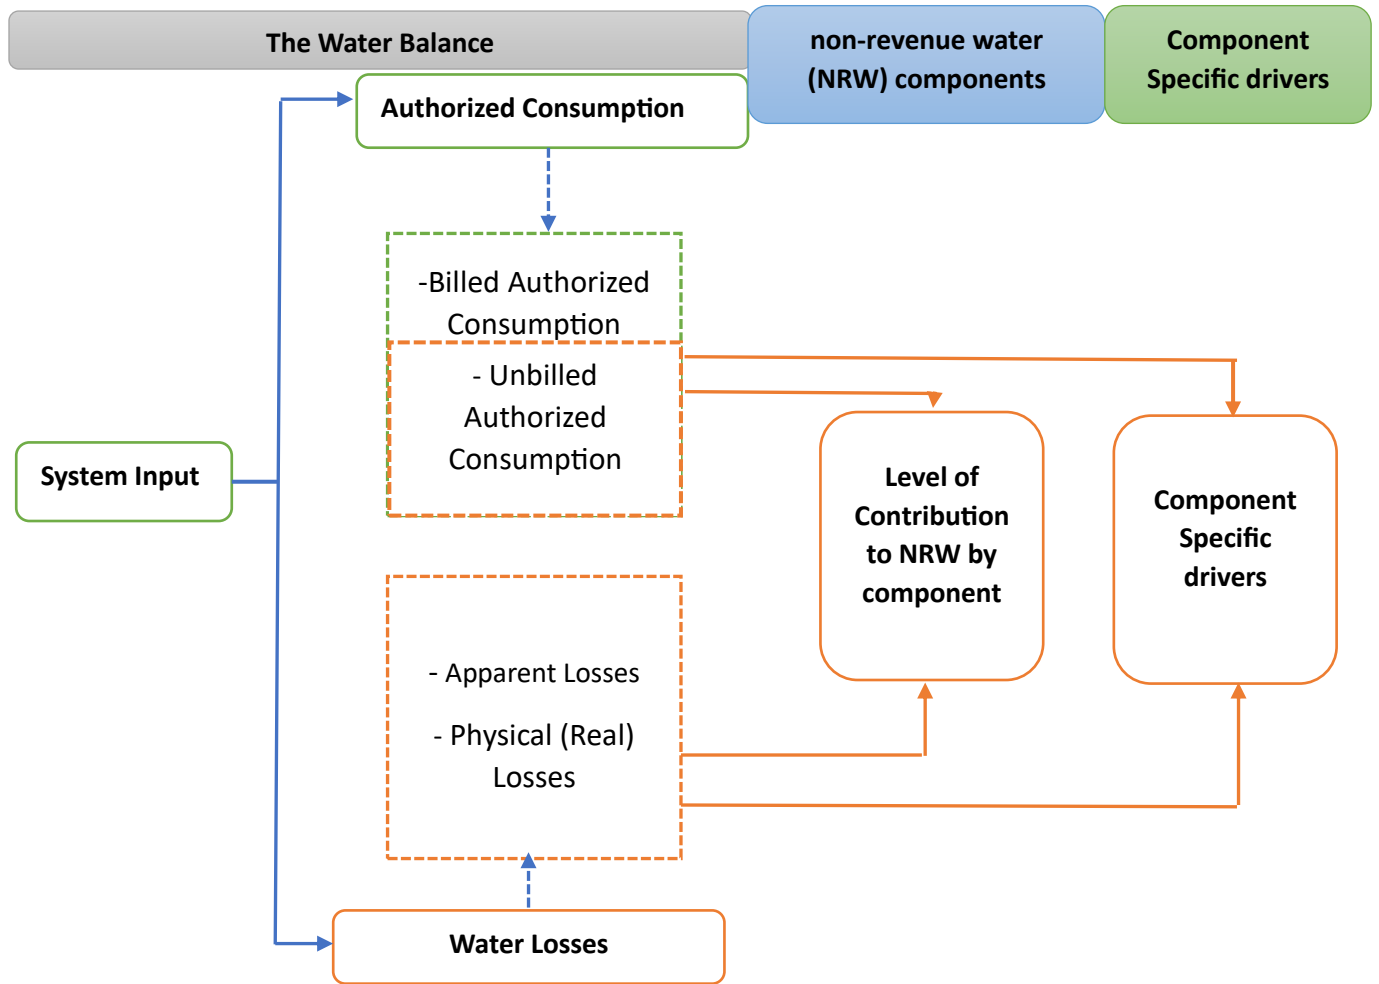 The Water Balance
non-revenue water
(NRW) components
Component
Specific drivers
Authorized Consumption
-Billed Authorized
Consumption
- Unbilled
Authorized
Consumption
System Input
Level of
Contribution
to NRW by
component
Component
Specific
drivers
- Apparent Losses
- Physical (Real)
Losses
Water Losses